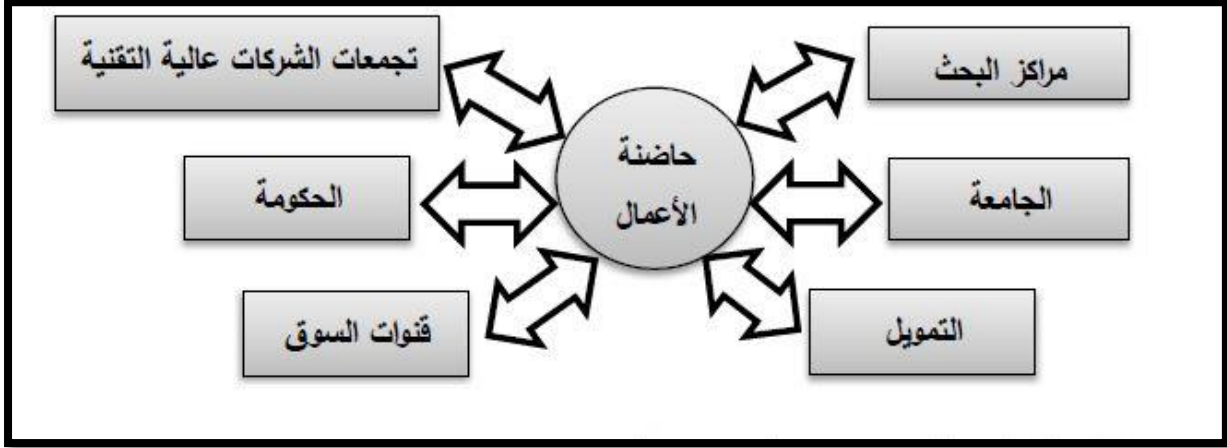 مراكز البحث
تجمعات الشركات عالية التقنية
حاضنة
الأعمال
الجامعة
الحكومة
التمويل
قنوات السوق